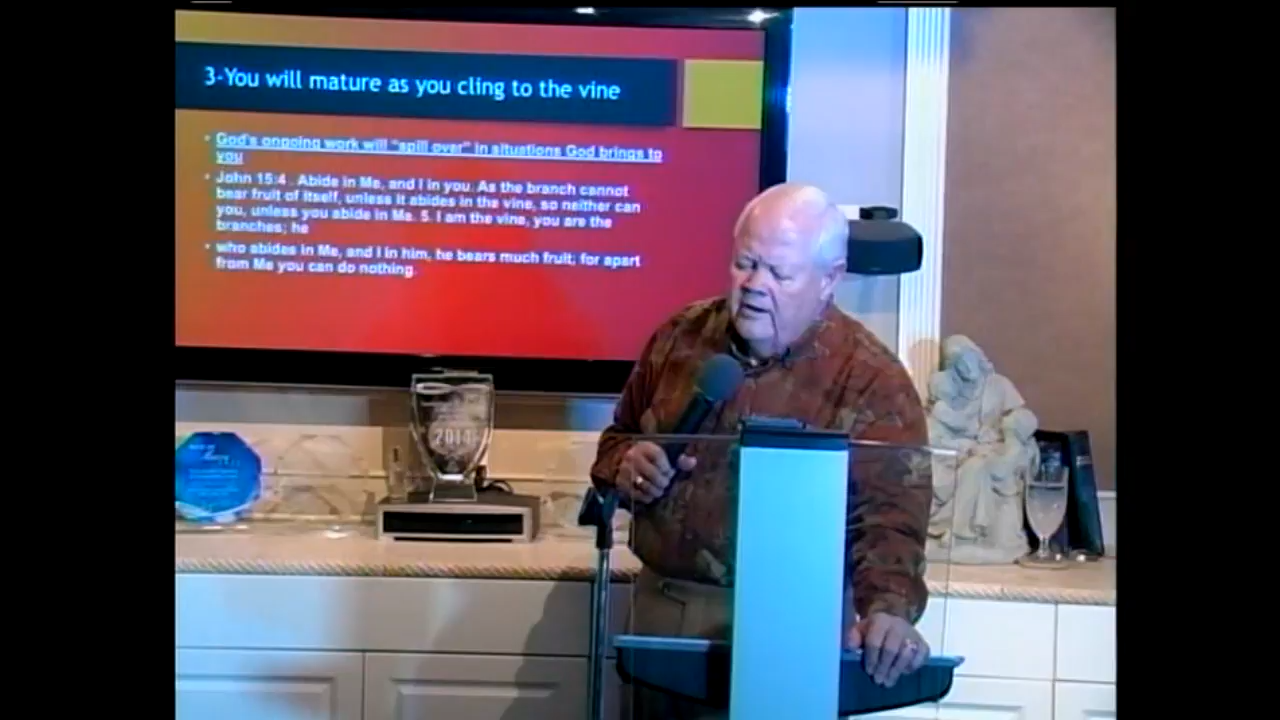 3-You will mature as you cling to the vine
• God's ongoing work will "spill over" in situations God brings to
you
• John 15:4 . Abide in Me, and I in you. As the branch cannot
bear fruit of itself, unless it abides in the vine, so neither can
you, unless you abide in Me. 5. I am the vine, you are the
branches; he
• who abides in Me, and I in him, he bears much fruit; for apart
from Me you can do nothing.
2011